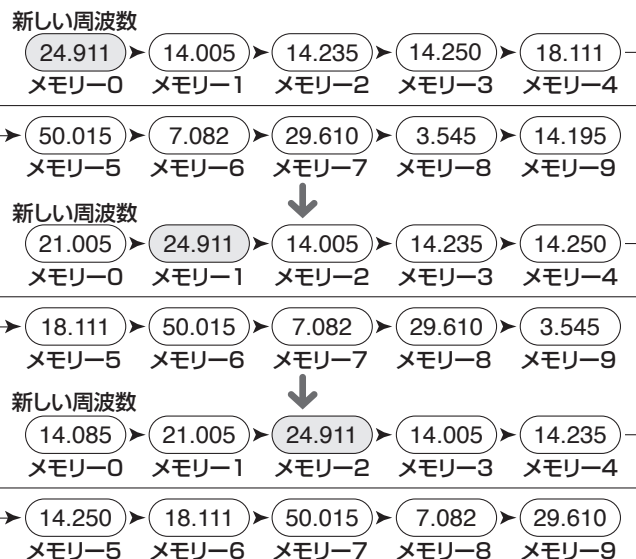 新しい周波数
24.911 14.005 14.235 14.250 18.111
メモリー0 メモリー1 メモリー2 メモリー3 メモリー4
50.015 7.082 29.610 3.545 14.195
メモリー5 メモリー6 メモリー7 メモリー8 メモリー9
新しい周波数
21.005 24.911 14.005 14.235 14.250
メモリー0 メモリー1 メモリー2 メモリー3 メモリー4
18.111 50.015 7.082 29.610 3.545
メモリー5 メモリー6 メモリー7 メモリー8 メモリー9
新しい周波数
14.085 21.005 24.911 14.005 14.235
メモリー0 メモリー1 メモリー2 メモリー3 メモリー4
14.250 18.111 50.015 7.082 29.610
メモリー5 メモリー6 メモリー7 メモリー8 メモリー9